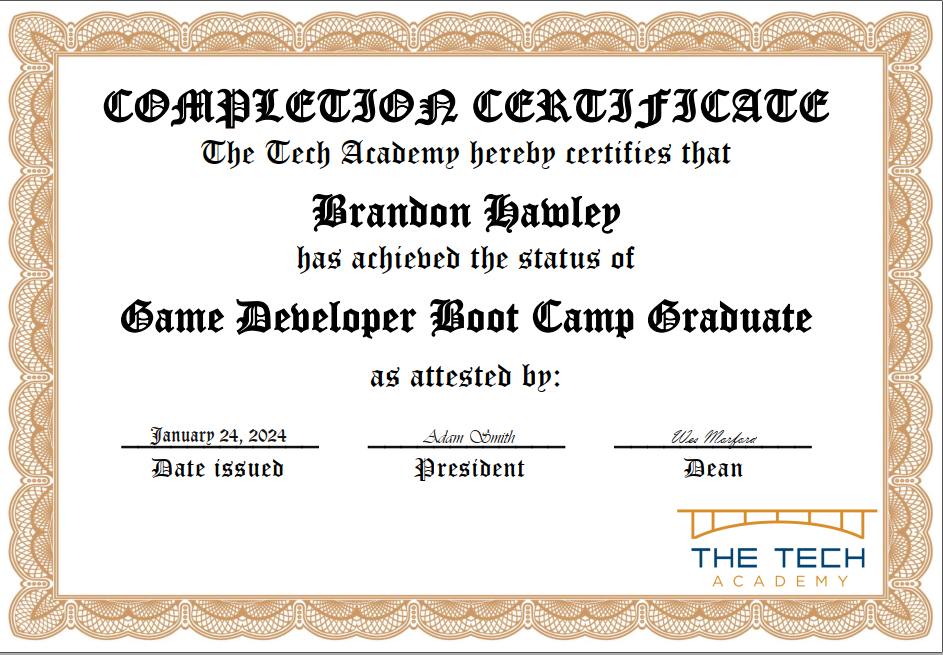 COMPLETION CERTIFICATE
The Tech Academy hereby certifies that
Brandon Hawley
has achieved the status of
Game Developer Boot Camp Graduate
as attested by:
January 24, 2024 Adam Smith Wes Morford
Date issued President Dean
THE TECH
ACADEMY